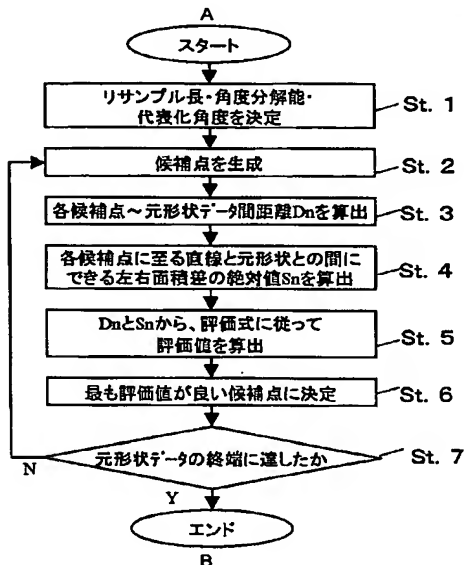 A
スタート
リサンプル長・角度分解能・
代表化角度を決定
St. 1
候補点を生成
St. 2
各候補点～元形状データ間距離Dnを算出
St. 3
各候補点に至る直線と元形状との間に
できる左右面積差の絶対値Snを算出
St. 4
DnとSnから、評価式に従って
評価値を算出
St. 5
最も評価値が良い候補点に決定
St. 6
元形状データの終端に達したか
St. 7
N
Y
エンド
B